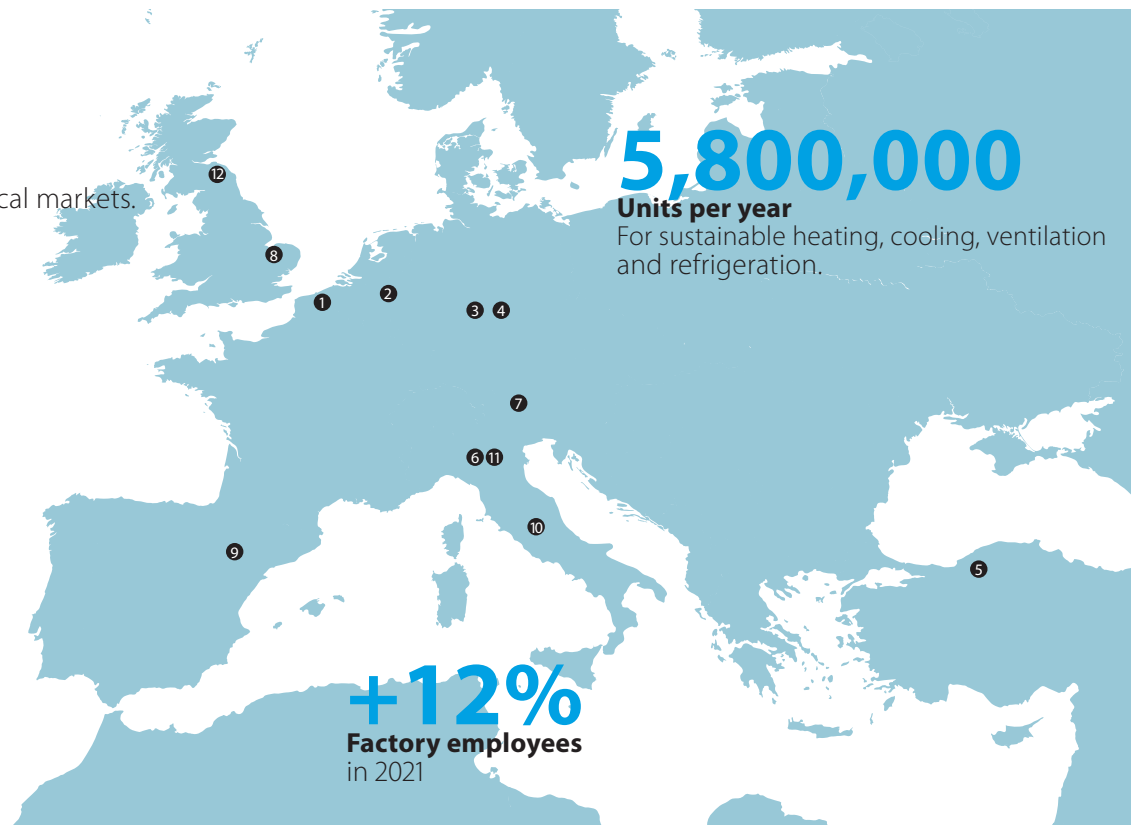 12
cal markets.
5,800,000
Units per year
For sustainable heating, cooling, ventilation
and refrigeration.
8
1
2
3 4
7
6 11
10
9
5
+12%
Factory employees
in 2021